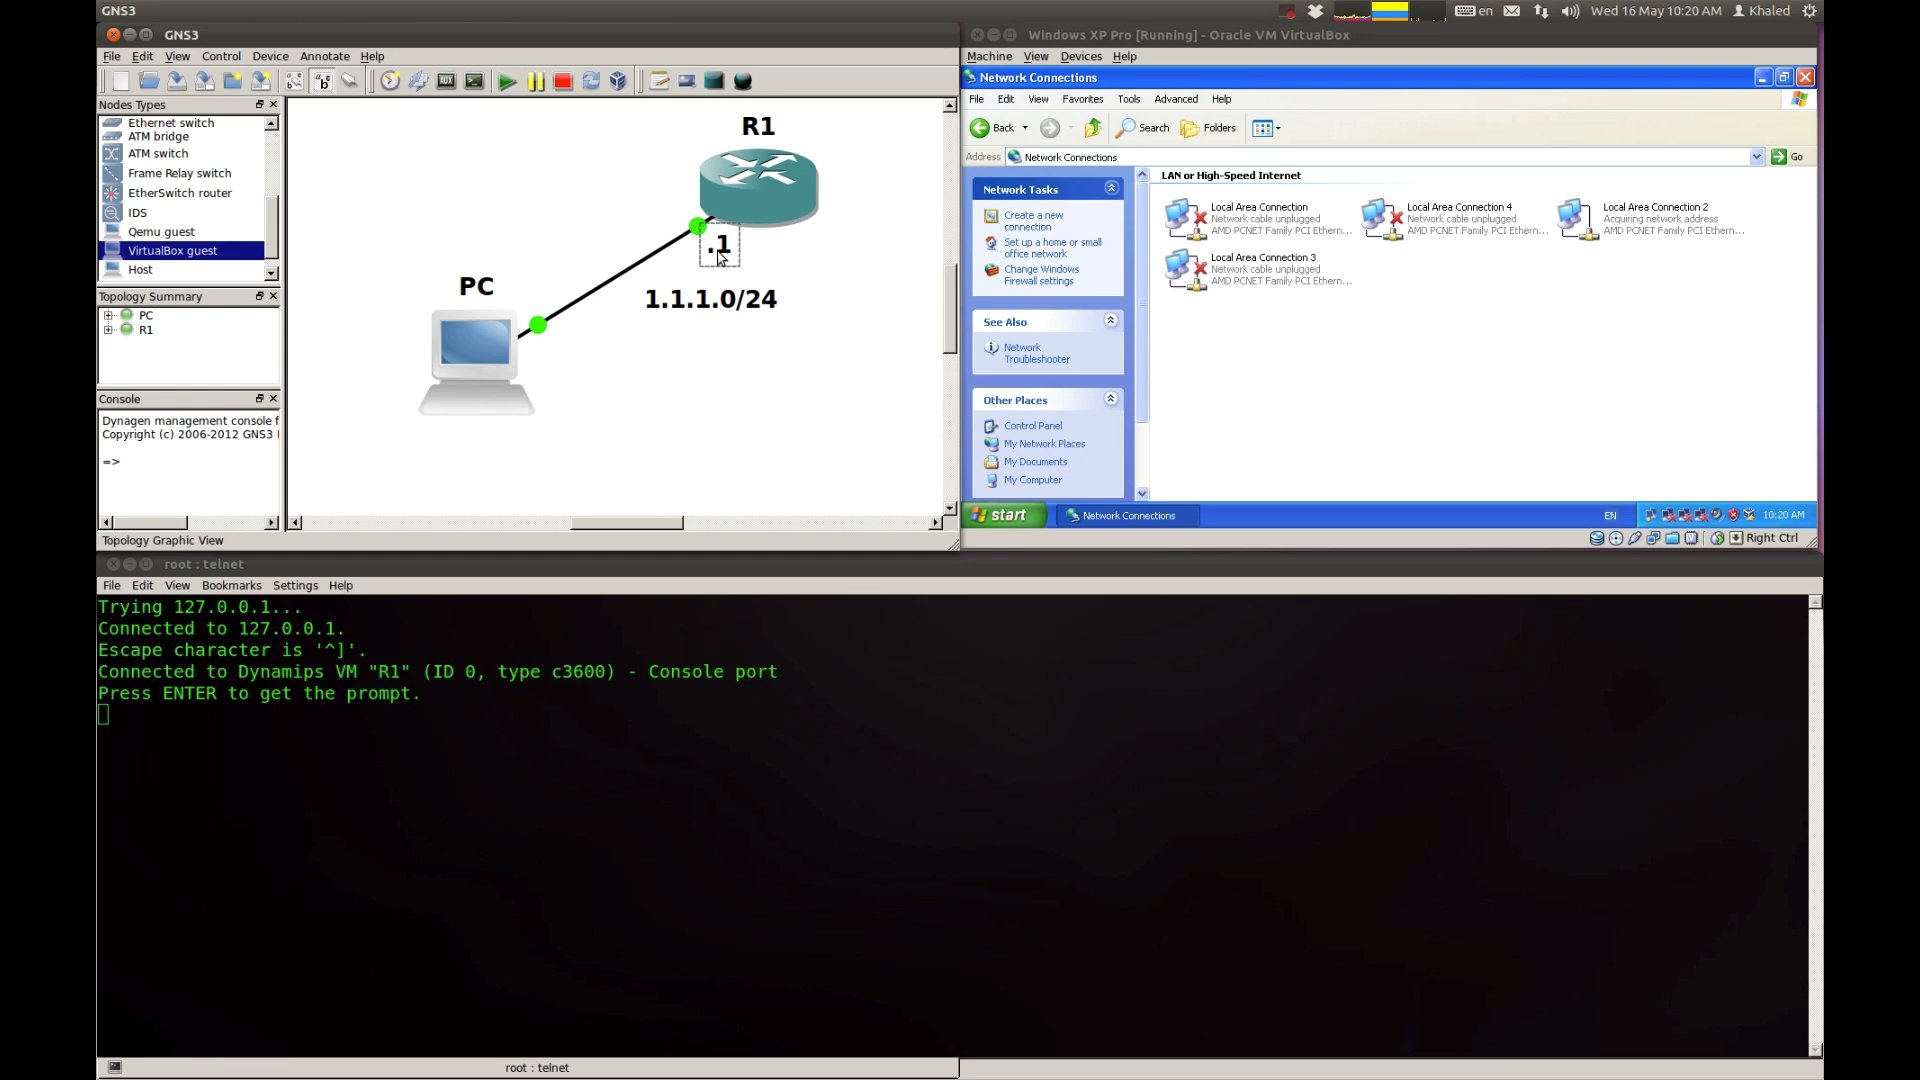 GNS3
en
Wed 16 May 10:20 AM
Khaled
GNS3
File Edit View Control Device Annotate Help
Nodes Types
Ethernet switch
ATM bridge
ATM switch
Frame Relay switch
EtherSwitch router
IDS
Qemu guest
VirtualBox guest
Host
Topology Summary
PC
R1
Console
Dynagen management console f
Copyright (c) 2006-2012 GNS3
=>
Topology Graphic View
R1
.1
1.1.1.0/24
PC
Windows XP Pro [Running] - Oracle VM VirtualBox
Machine View Devices Help
Network Connections
File Edit View Favorites Tools Advanced Help
Back Search Folders
Address Network Connections Go
Network Tasks
Create a new
connection
Set up a home or small
office network
Change Windows
Firewall settings
See Also
Network
Troubleshooter
Other Places
Control Panel
My Network Places
My Documents
My Computer
LAN or High-Speed Internet
Local Area Connection
Network cable unplugged
AMD PCNET Family PCI Ethern...
Local Area Connection 4
Network cable unplugged
AMD PCNET Family PCI Ethern...
Local Area Connection 2
Acquiring network address
AMD PCNET Family PCI Ethern...
Local Area Connection 3
Network cable unplugged
AMD PCNET Family PCI Ethern...
start Network Connections EN 10:20 AM
Right Ctrl
root : telnet
File Edit View Bookmarks Settings Help
Trying 127.0.0.1...
Connected to 127.0.0.1.
Escape character is '^]'.
Connected to Dynamips VM "R1" (ID 0, type c3600) - Console port
Press ENTER to get the prompt.
root : telnet